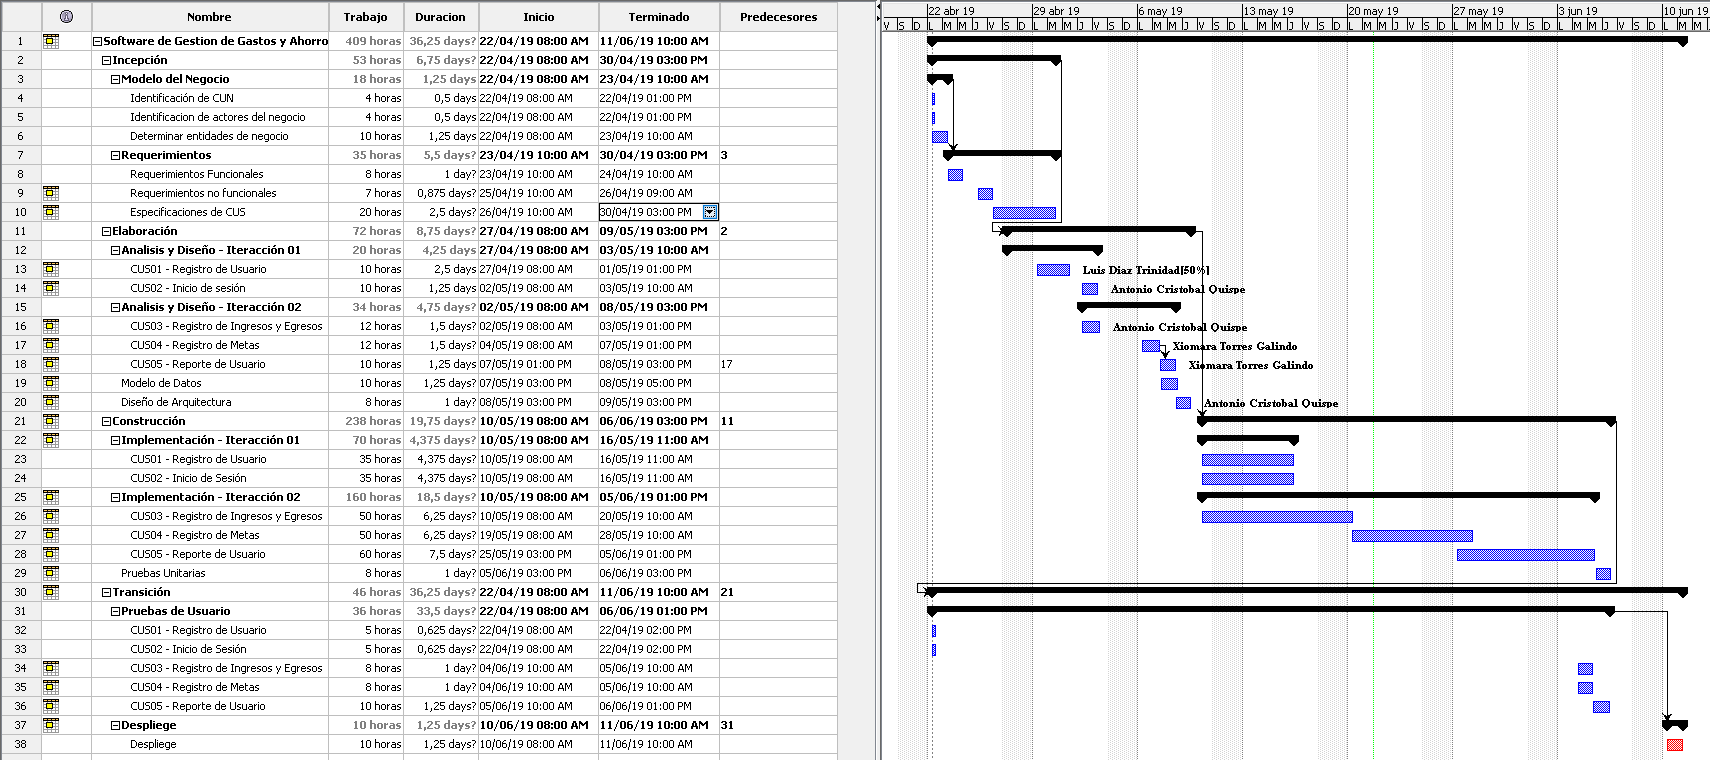 Nombre Trabajo Duracion Inicio Terminado Predecesores
22 abr 19 29 abr 19 6 may 19 13 may 19 20 may 19 27 may 19 3 jun 19 10 jun 19
V S D L M M J V S D L M M J V S D L M M J V S D L M M J V S D L M M J V S D L M M J V S D L M M J V S D L M M J
1 Software de Gestion de Gastos y Ahorro 409 horas 36,25 days? 22/04/19 08:00 AM 11/06/19 10:00 AM
2 Incepción 53 horas 6,75 days? 22/04/19 08:00 AM 30/04/19 03:00 PM
3 Modelo del Negocio 18 horas 1,25 days 22/04/19 08:00 AM 23/04/19 10:00 AM
4 Identificación de CUN 4 horas 0,5 days 22/04/19 08:00 AM 22/04/19 01:00 PM
5 Identificacion de actores del negocio 4 horas 0,5 days 22/04/19 08:00 AM 22/04/19 01:00 PM
6 Determinar entidades de negocio 10 horas 1,25 days 22/04/19 08:00 AM 23/04/19 10:00 AM
7 Requerimientos 35 horas 5,5 days? 23/04/19 10:00 AM 30/04/19 03:00 PM 3
8 Requerimientos Funcionales 8 horas 1 day? 23/04/19 10:00 AM 24/04/19 10:00 AM
9 Requerimientos no funcionales 7 horas 0,875 days? 25/04/19 10:00 AM 26/04/19 09:00 AM
10 Especificaciones de CUS 20 horas 2,5 days? 26/04/19 10:00 AM 30/04/19 03:00 PM
11 Elaboración 72 horas 8,75 days? 27/04/19 08:00 AM 09/05/19 03:00 PM 2
12 Analisis y Diseño - Iteracción 01 20 horas 4,25 days 27/04/19 08:00 AM 03/05/19 10:00 AM
13 CUS01 - Registro de Usuario 10 horas 2,5 days 27/04/19 08:00 AM 01/05/19 01:00 PM Luis Diaz Trinidad[50%]
14 CUS02 - Inicio de sesión 10 horas 1,25 days 02/05/19 08:00 AM 03/05/19 10:00 AM Antonio Cristobal Quispe
15 Analisis y Diseño - Iteracción 02 34 horas 4,75 days? 02/05/19 08:00 AM 08/05/19 03:00 PM
16 CUS03 - Registro de Ingresos y Egresos 12 horas 1,5 days? 02/05/19 08:00 AM 03/05/19 01:00 PM Antonio Cristobal Quispe
17 CUS04 - Registro de Metas 12 horas 1,5 days? 04/05/19 08:00 AM 07/05/19 01:00 PM Xiomara Torres Galindo
18 CUS05 - Reporte de Usuario 10 horas 1,25 days? 07/05/19 01:00 PM 08/05/19 03:00 PM 17 Xiomara Torres Galindo
19 Modelo de Datos 10 horas 1,25 days? 07/05/19 03:00 PM 08/05/19 05:00 PM
20 Diseño de Arquitectura 8 horas 1 day? 08/05/19 03:00 PM 09/05/19 03:00 PM Antonio Cristobal Quispe
21 Construcción 238 horas 19,75 days? 10/05/19 08:00 AM 06/06/19 03:00 PM 11
22 Implementación - Iteracción 01 70 horas 4,375 days? 10/05/19 08:00 AM 16/05/19 11:00 AM
23 CUS01 - Registro de Usuario 35 horas 4,375 days? 10/05/19 08:00 AM 16/05/19 11:00 AM
24 CUS02 - Inicio de Sesión 35 horas 4,375 days? 10/05/19 08:00 AM 16/05/19 11:00 AM
25 Implementación - Iteracción 02 160 horas 18,5 days? 10/05/19 08:00 AM 05/06/19 01:00 PM
26 CUS03 - Registro de Ingresos y Egresos 50 horas 6,25 days? 10/05/19 08:00 AM 20/05/19 10:00 AM
27 CUS04 - Registro de Metas 50 horas 6,25 days? 19/05/19 08:00 AM 28/05/19 10:00 AM
28 CUS05 - Reporte de Usuario 60 horas 7,5 days? 25/05/19 03:00 PM 05/06/19 01:00 PM
29 Pruebas Unitarias 8 horas 1 day? 05/06/19 03:00 PM 06/06/19 03:00 PM
30 Transición 46 horas 36,25 days? 22/04/19 08:00 AM 11/06/19 10:00 AM 21
31 Pruebas de Usuario 36 horas 33,5 days? 22/04/19 08:00 AM 06/06/19 01:00 PM
32 CUS01 - Registro de Usuario 5 horas 0,625 days? 22/04/19 08:00 AM 22/04/19 02:00 PM
33 CUS02 - Inicio de Sesión 5 horas 0,625 days? 22/04/19 08:00 AM 22/04/19 02:00 PM
34 CUS03 - Registro de Ingresos y Egresos 8 horas 1 day? 04/06/19 10:00 AM 05/06/19 10:00 AM
35 CUS04 - Registro de Metas 8 horas 1 day? 04/06/19 10:00 AM 05/06/19 10:00 AM
36 CUS05 - Reporte de Usuario 10 horas 1,25 days? 05/06/19 10:00 AM 06/06/19 01:00 PM
37 Despliege 10 horas 1,25 days? 10/06/19 08:00 AM 11/06/19 10:00 AM 31
38 Despliege 10 horas 1,25 days? 10/06/19 08:00 AM 11/06/19 10:00 AM